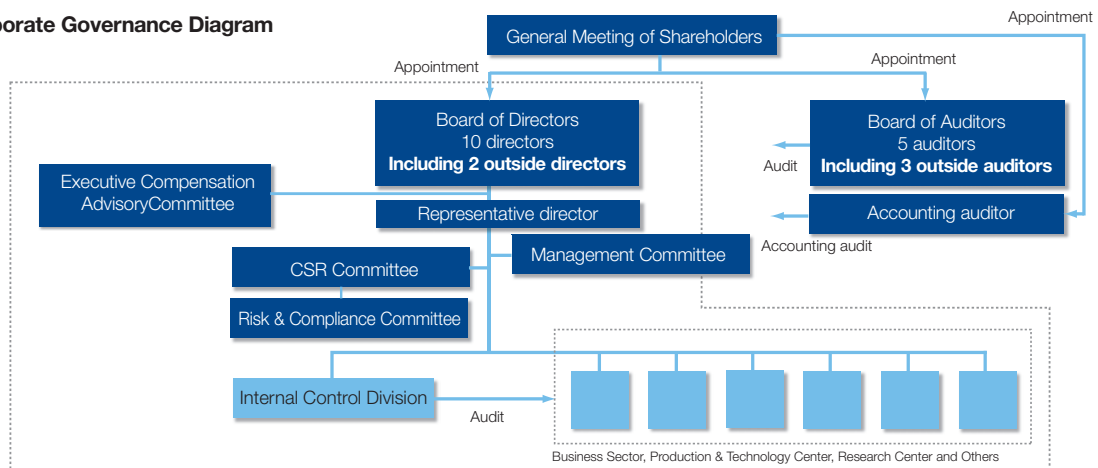 porate Governance Diagram
Appointment
General Meeting of Shareholders
Appointment
Appointment
Board of Directors
10 directors
Including 2 outside directors
Board of Auditors
5 auditors
Including 3 outside auditors
Audit
Executive Compensation
AdvisoryCommittee
Representative director
Accounting auditor
Accounting audit
Management Committee
CSR Committee
Risk & Compliance Committee
Internal Control Division
Audit
Business Sector, Production & Technology Center, Research Center and Others